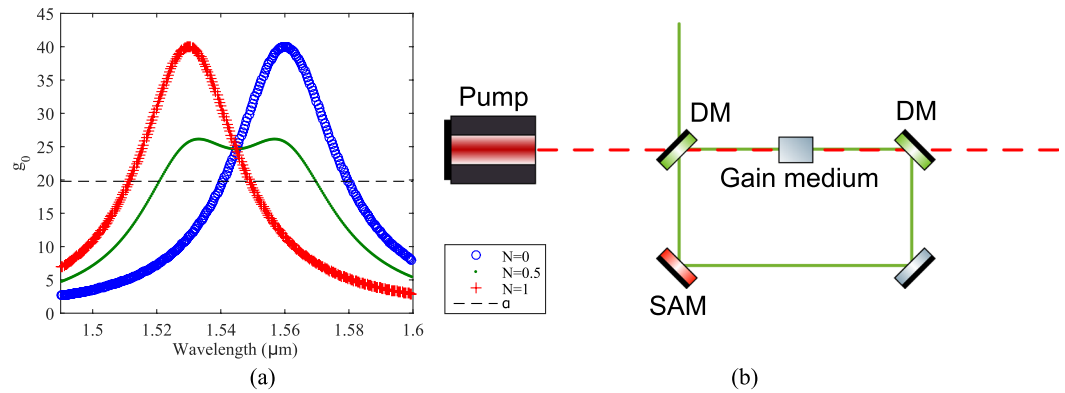 45
40
35
30
25
20
15
10
5
0
g0
1.5
1.52
1.54
1.56
1.58
1.6
Wavelength (μm)
(a)
Pump
DM
DM
Gain medium
SAM
N=0
N=0.5
N=1
α
(b)